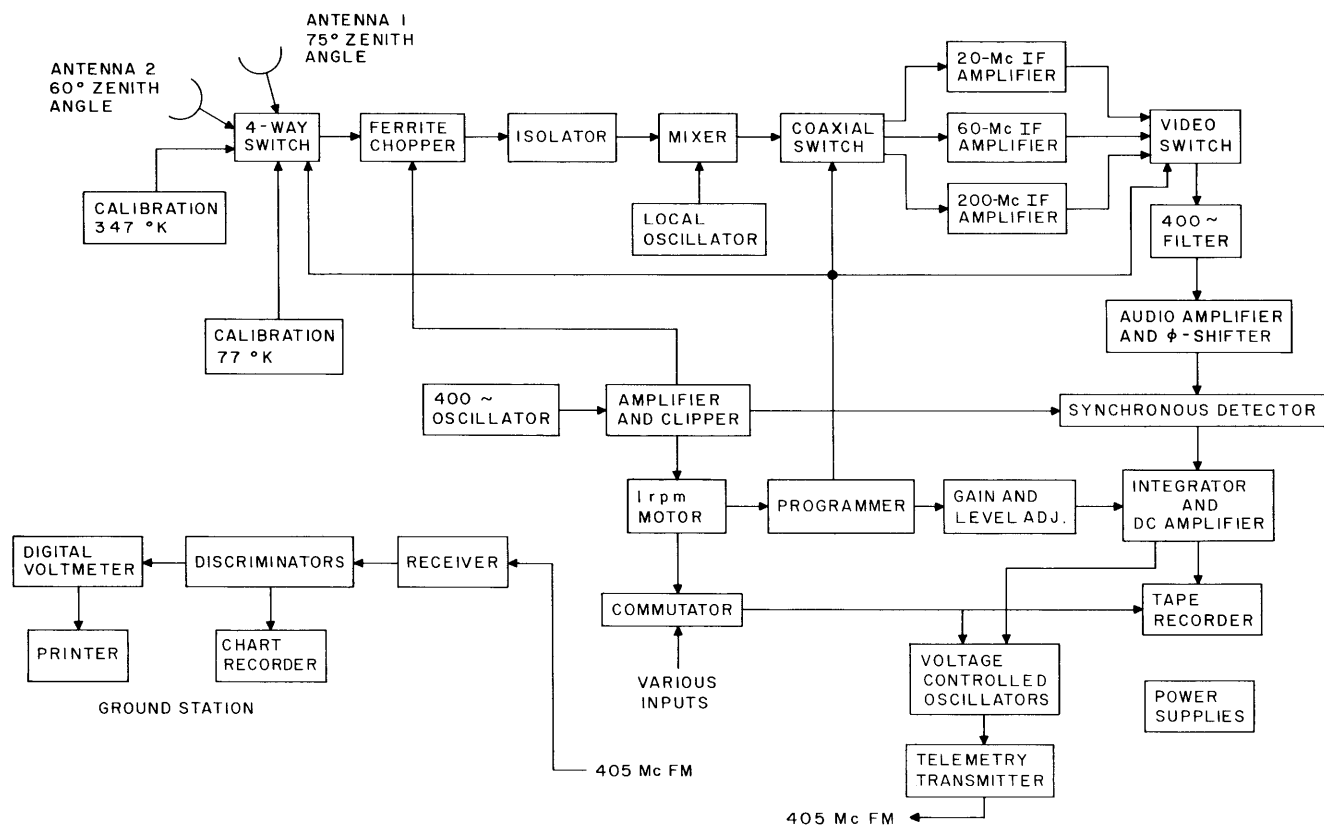 ANTENNA 1
75° ZENITH
ANGLE
ANTENNA 2
60° ZENITH
ANGLE
4-WAY
SWITCH
FERRITE
CHOPPER
ISOLATOR
MIXER
COAXIAL
SWITCH
20-Mc IF
AMPLIFIER
60-Mc IF
AMPLIFIER
200-Mc IF
AMPLIFIER
VIDEO
SWITCH
CALIBRATION
347 °K
LOCAL
OSCILLATOR
400 ~
FILTER
CALIBRATION
77 °K
AUDIO AMPLIFIER
AND ϕ-SHIFTER
400 ~
OSCILLATOR
AMPLIFIER
AND CLIPPER
SYNCHRONOUS DETECTOR
1 rpm
MOTOR
PROGRAMMER
GAIN AND
LEVEL ADJ.
INTEGRATOR
AND
DC AMPLIFIER
DIGITAL
VOLTMETER
DISCRIMINATORS
RECEIVER
COMMUTATOR
TAPE
RECORDER
PRINTER
CHART
RECORDER
VARIOUS
INPUTS
VOLTAGE
CONTROLLED
OSCILLATORS
POWER
SUPPLIES
GROUND STATION
405 Mc FM
TELEMETRY
TRANSMITTER
405 Mc FM